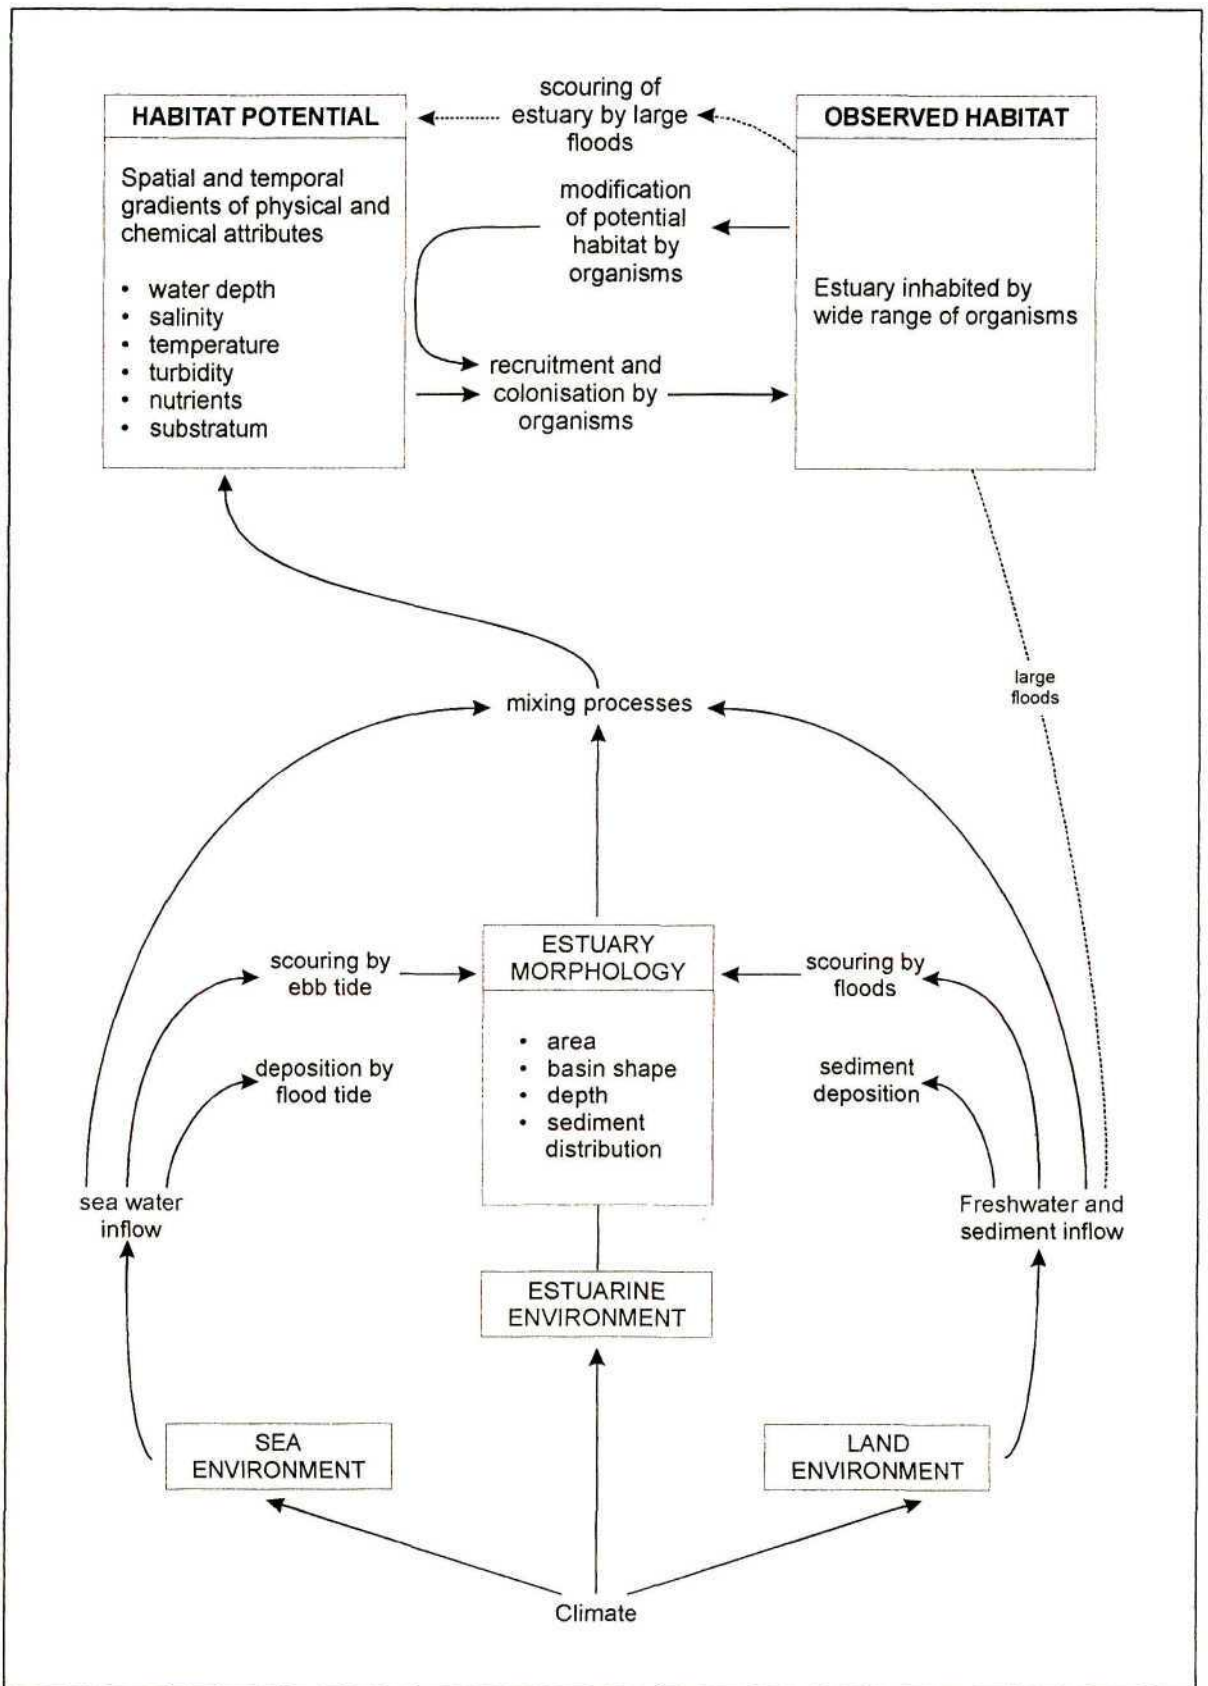 HABITAT POTENTIAL
Spatial and temporal
gradients of physical and
chemical attributes
• water depth
• salinity
• temperature
• turbidity
• nutrients
• substratum
scouring of
estuary by large
floods
modification
of potential
habitat by
organisms
recruitment and
colonisation by
organisms
OBSERVED HABITAT
Estuary inhabited by
wide range of organisms
large
floods
mixing processes
scouring by
ebb tide
deposition by
flood tide
ESTUARY
MORPHOLOGY
• area
• basin shape
• depth
• sediment
distribution
scouring by
floods
sediment
deposition
sea water
inflow
Freshwater and
sediment inflow
ESTUARINE
ENVIRONMENT
SEA
ENVIRONMENT
LAND
ENVIRONMENT
Climate